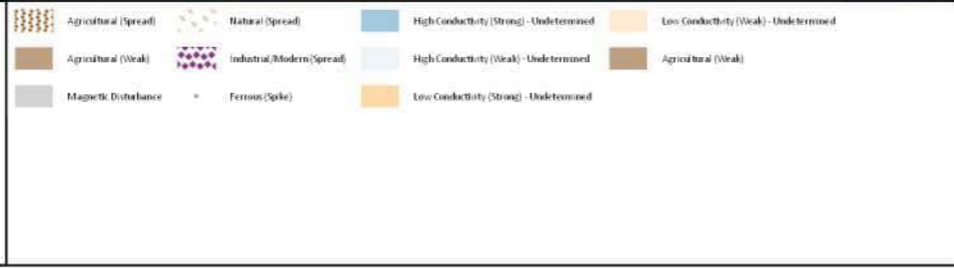 Agricultural (Spread)
Natural (Spread)
High Conductivity (Strong) - Undetermined
Low Conductivity (Weak) - Undetermined
Agricultural (Weak)
Industrial/Modern (Spread)
High Conductivity (Weak) - Undetermined
Agricultural (Weak)
Magnetic Disturbance
Ferrous (Spike)
Low Conductivity (Strong) - Undetermined